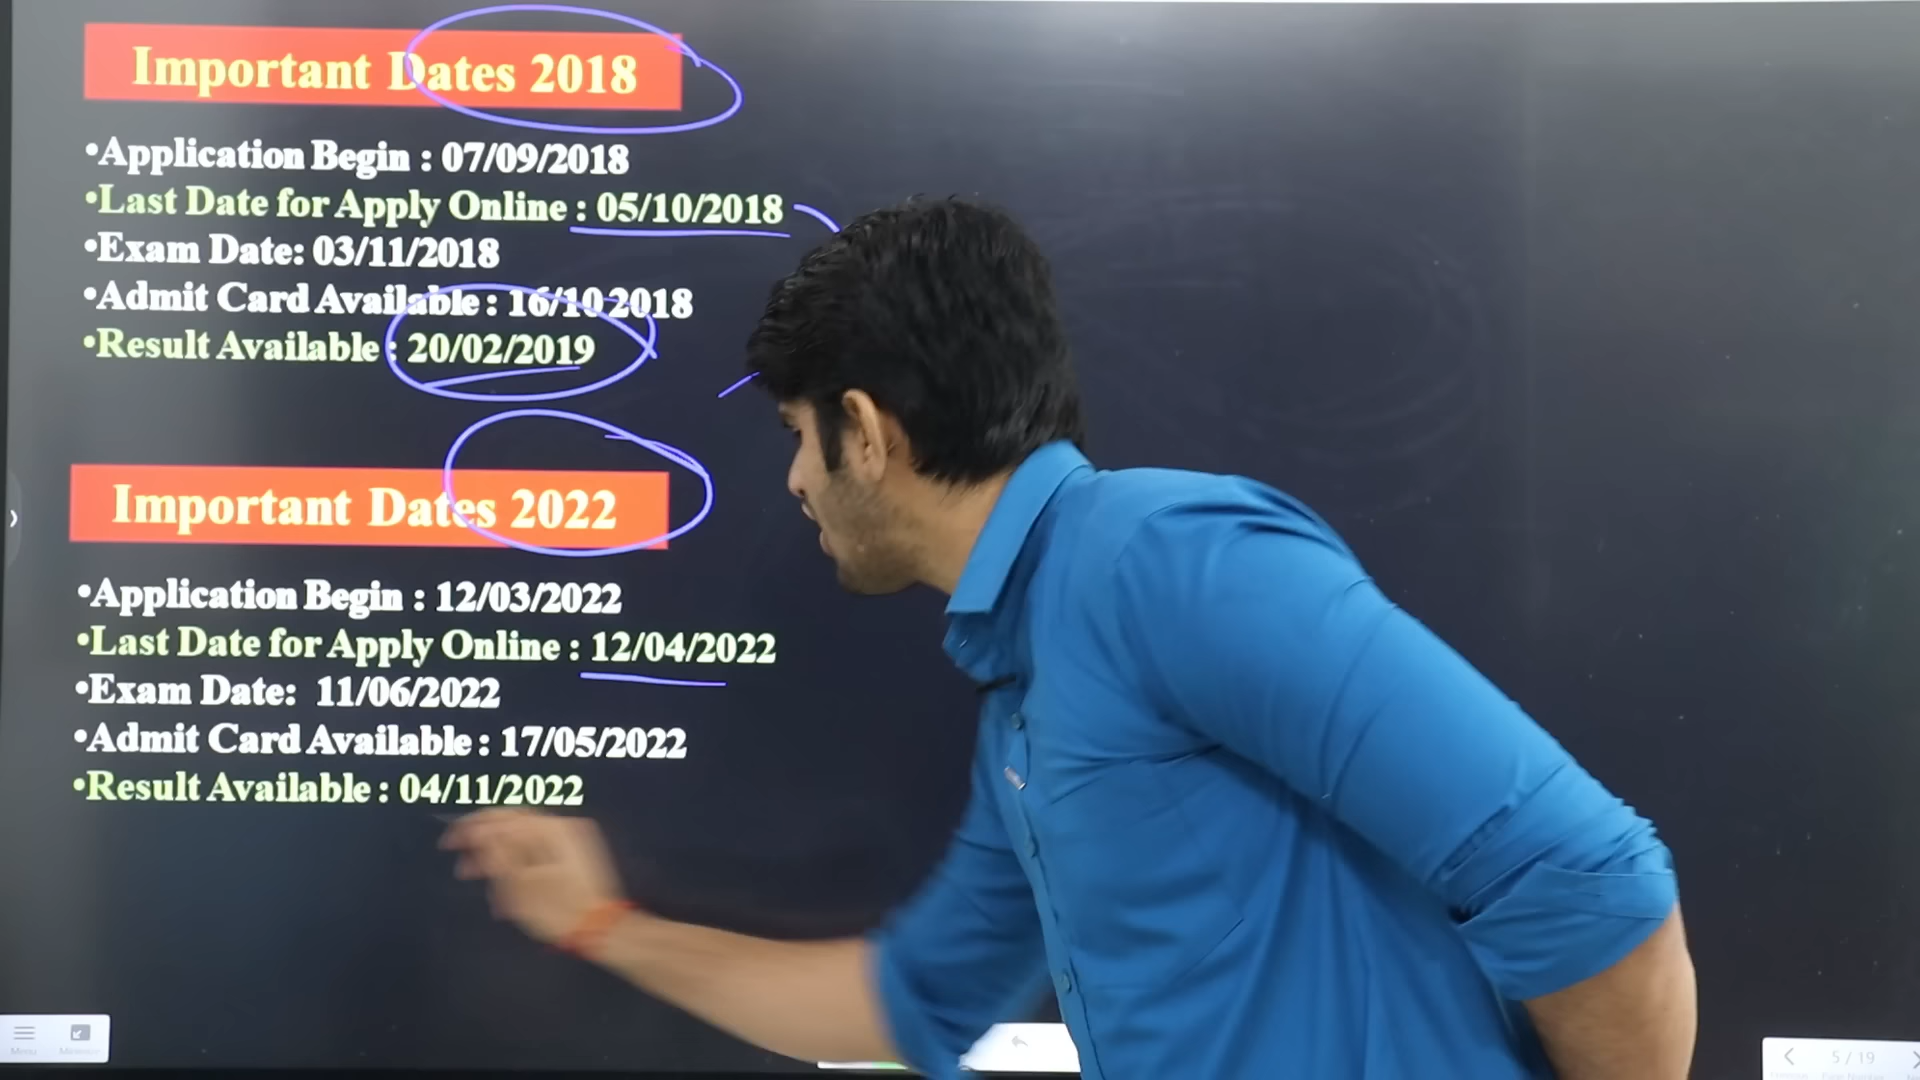 Important Dates 2018
•Application Begin : 07/09/2018
•Last Date for Apply Online : 05/10/2018
•Exam Date: 03/11/2018
•Admit Card Available : 16/10 2018
•Result Available : 20/02/2019
Important Dates 2022
•Application Begin : 12/03/2022
•Last Date for Apply Online : 12/04/2022
•Exam Date: 11/06/2022
•Admit Card Available : 17/05/2022
•Result Available : 04/11/2022
Menu
5 / 19